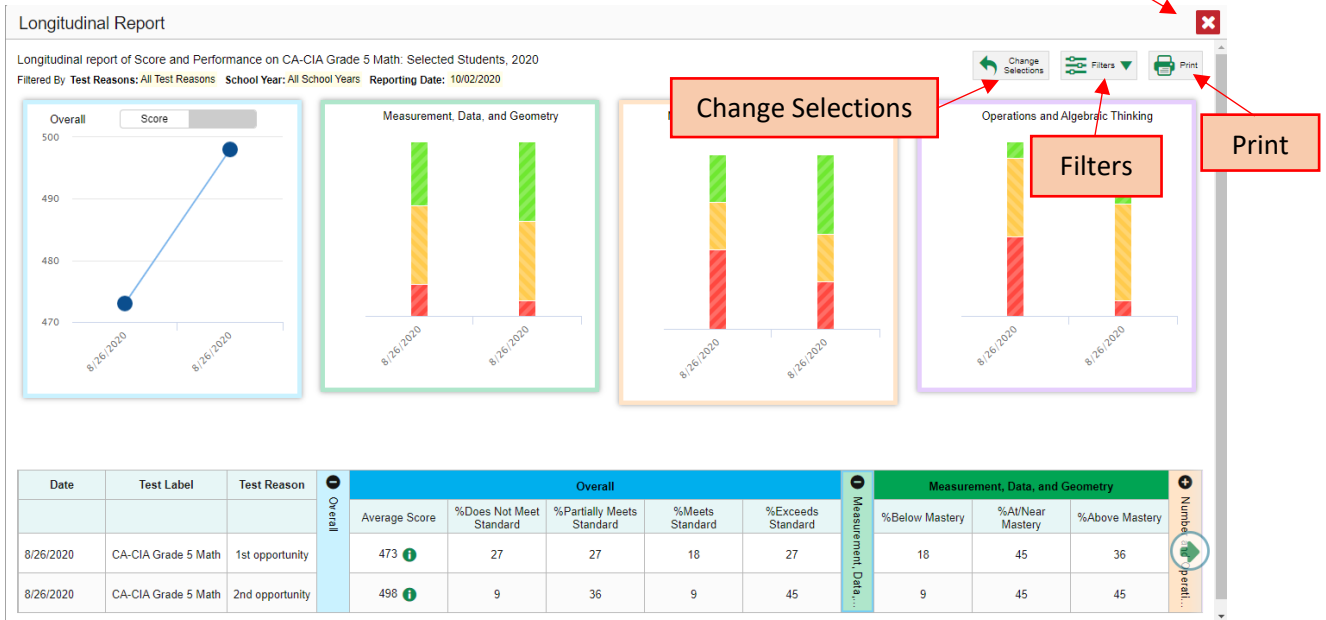 Longitudinal Report
Longitudinal report of Score and Performance on CA-CIA Grade 5 Math: Selected Students, 2020
Filtered By Test Reasons: All Test Reasons School Year: All School Years Reporting Date: 10/02/2020
Change Selections
Filters
Print
Change Selections
Filters
Print
Overall
Score
500
490
480
470
8/26/2020
8/26/2020
Measurement, Data, and Geometry
8/26/2020
8/26/2020
8/26/2020
8/26/2020
Operations and Algebraic Thinking
8/26/2020
8/26/2020
Date Test Label Test Reason Overall Overall Measurement, Data,... Measurement, Data, and Geometry Number and Operati...
Average Score %Does Not Meet Standard %Partially Meets Standard %Meets Standard %Exceeds Standard %Below Mastery %At/Near Mastery %Above Mastery
8/26/2020 CA-CIA Grade 5 Math 1st opportunity 473 27 27 18 27 18 45 36
8/26/2020 CA-CIA Grade 5 Math 2nd opportunity 498 9 36 9 45 9 45 45